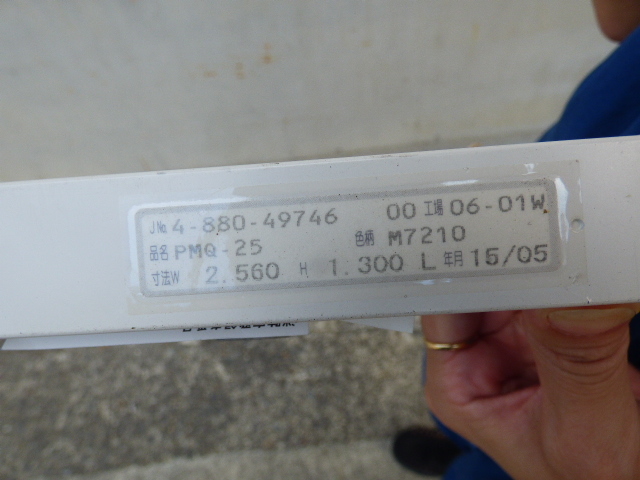 JNo 4-880-49746 00 工場 06-01W
品名 PMQ-25 色柄 M7210
寸法W 2.560 H 1.300 L 年月 15/05